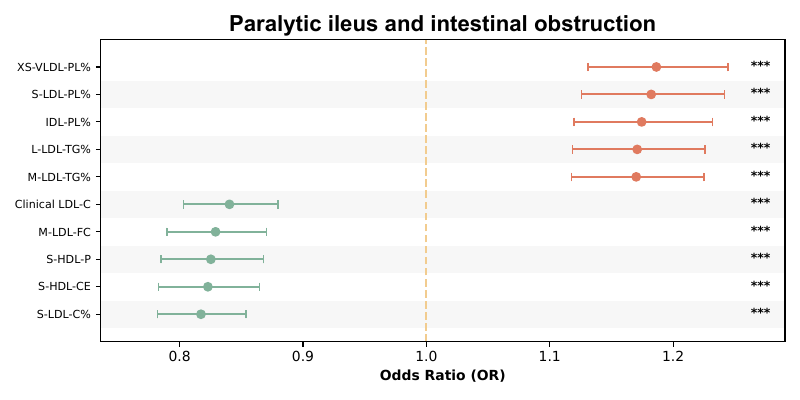 Paralytic ileus and intestinal obstruction
XS-VLDL-PL% ***
S-LDL-PL% ***
IDL-PL% ***
L-LDL-TG% ***
M-LDL-TG% ***
Clinical LDL-C ***
M-LDL-FC ***
S-HDL-P ***
S-HDL-CE ***
S-LDL-C% ***
0.8 0.9 1.0 1.1 1.2
Odds Ratio (OR)